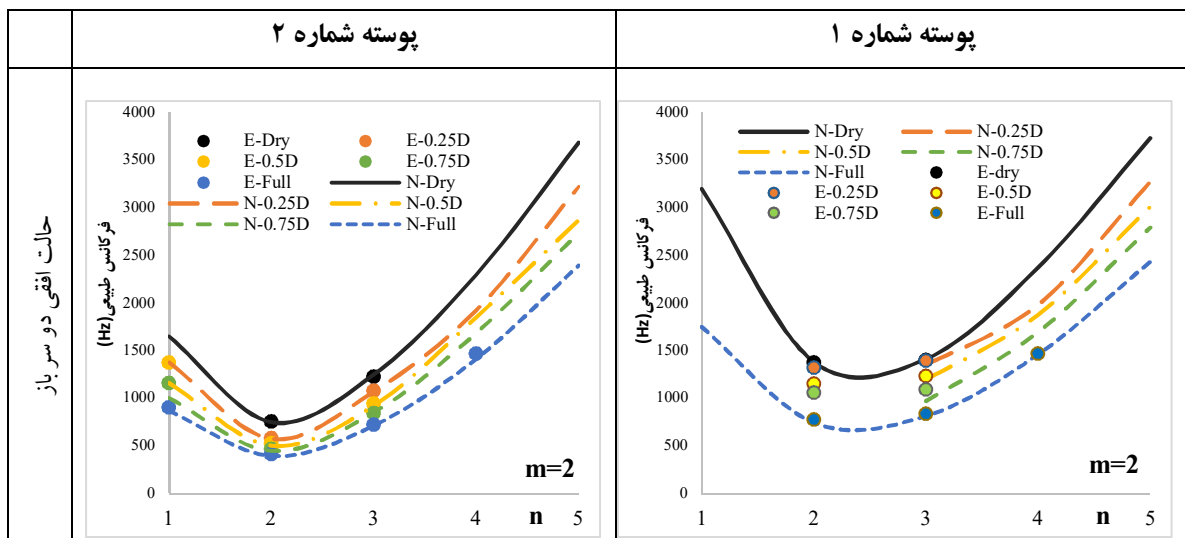 پوسته شماره ۱
پوسته شماره ۲
حالت افقی دو سر باز
فرکانس طبیعی(Hz)
4000
3500
3000
2500
2000
1500
1000
500
0
N-Dry N-0.25D
N-0.5D N-0.75D
N-Full E-dry
E-0.25D E-0.5D
E-0.75D E-Full
m=2
1 2 3 4 n 5
فرکانس طبیعی(Hz)
4000
3500
3000
2500
2000
1500
1000
500
0
E-Dry E-0.25D
E-0.5D E-0.75D
E-Full N-Dry
N-0.25D N-0.5D
N-0.75D N-Full
m=2
1 2 3 4 n 5